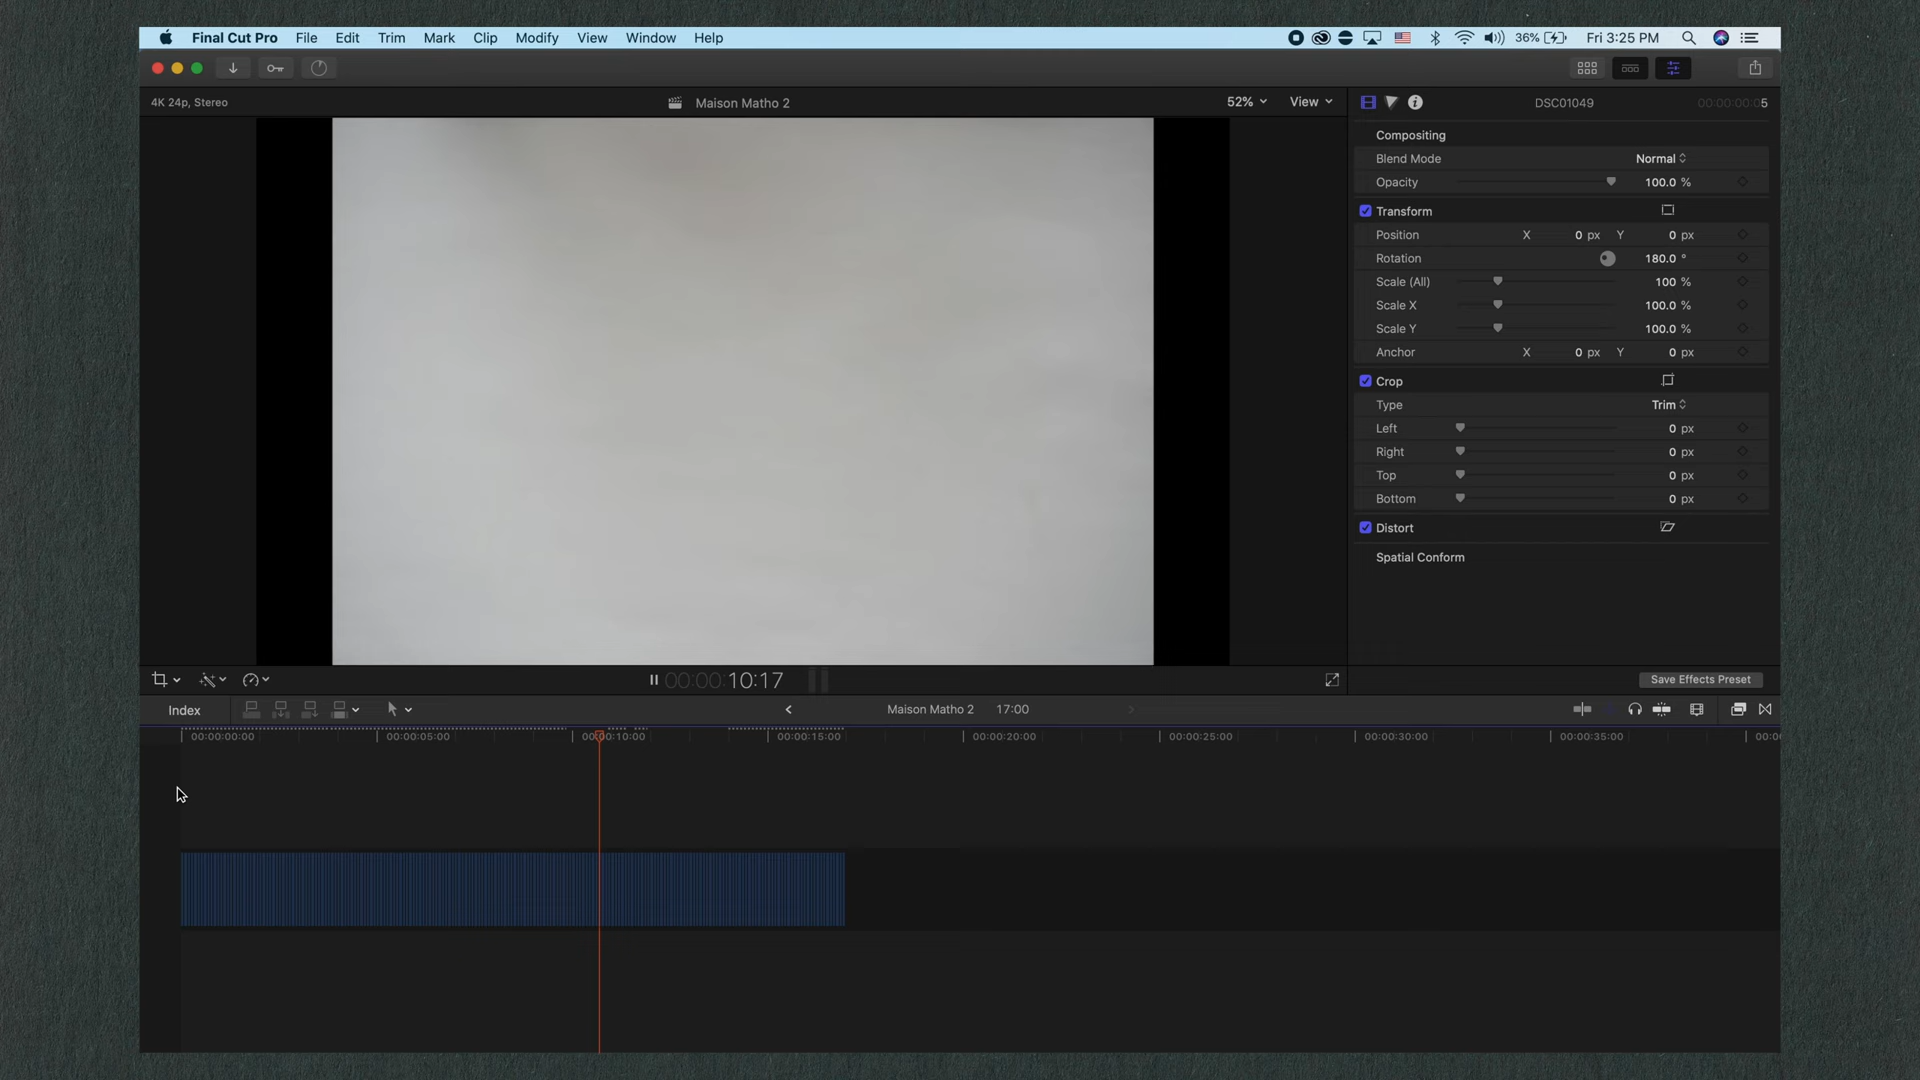 Final Cut Pro File Edit Trim Mark Clip Modify View Window Help 36% Fri 3:25 PM
4K 24p, Stereo Maison Matho 2 52% View DSC01049 00:00:00:05
Compositing
Blend Mode Normal
Opacity 100.0 %
Transform
Position X 0 px Y 0 px
Rotation 180.0 °
Scale (All) 100 %
Scale X 100.0 %
Scale Y 100.0 %
Anchor X 0 px Y 0 px
Crop
Type Trim
Left 0 px
Right 0 px
Top 0 px
Bottom 0 px
Distort
Spatial Conform
00:00:10:17 Save Effects Preset
Index Maison Matho 2 17:00
00:00:00:00 00:00:05:00 00:00:10:00 00:00:15:00 00:00:20:00 00:00:25:00 00:00:30:00 00:00:35:00